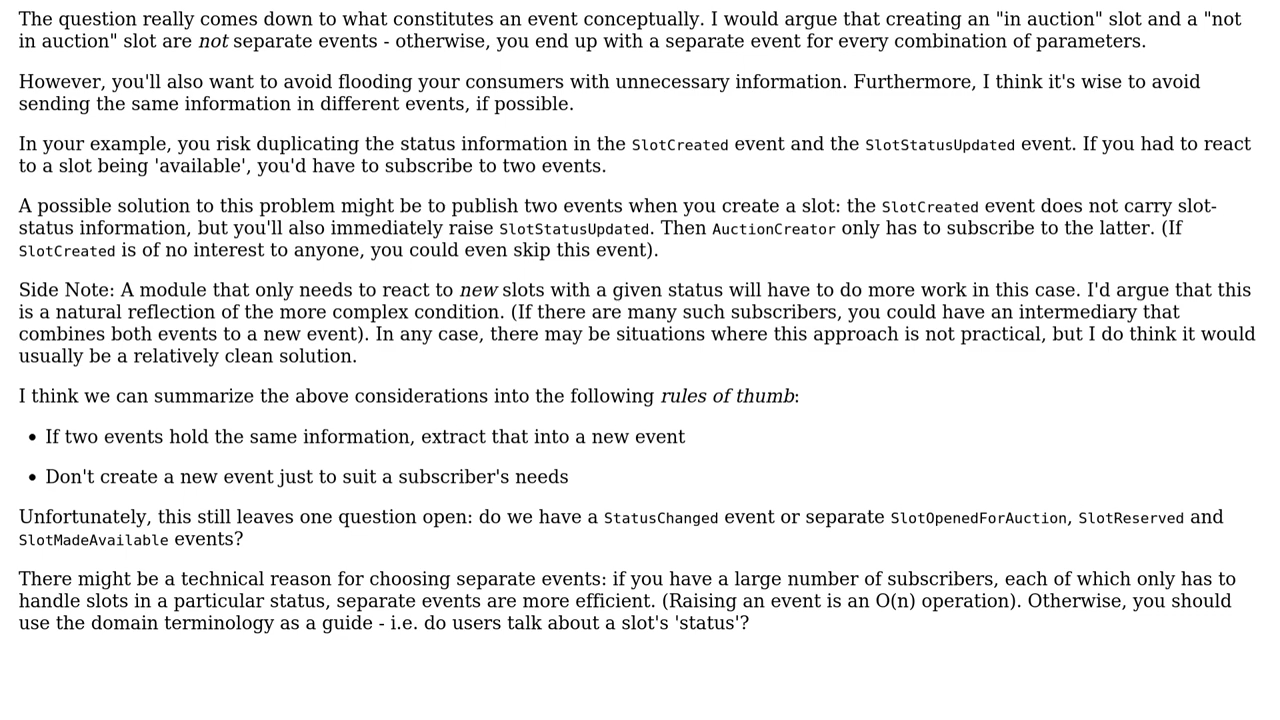 The question really comes down to what constitutes an event conceptually. I would argue that creating an "in auction" slot and a "not
in auction" slot are not separate events - otherwise, you end up with a separate event for every combination of parameters.
However, you'll also want to avoid flooding your consumers with unnecessary information. Furthermore, I think it's wise to avoid
sending the same information in different events, if possible.
In your example, you risk duplicating the status information in the SlotCreated event and the SlotStatusUpdated event. If you had to react
to a slot being 'available', you'd have to subscribe to two events.
A possible solution to this problem might be to publish two events when you create a slot: the SlotCreated event does not carry slot-
status information, but you'll also immediately raise SlotStatusUpdated. Then AuctionCreator only has to subscribe to the latter. (If
SlotCreated is of no interest to anyone, you could even skip this event).
Side Note: A module that only needs to react to new slots with a given status will have to do more work in this case. I'd argue that this
is a natural reflection of the more complex condition. (If there are many such subscribers, you could have an intermediary that
combines both events to a new event). In any case, there may be situations where this approach is not practical, but I do think it would
usually be a relatively clean solution.
I think we can summarize the above considerations into the following rules of thumb:
• If two events hold the same information, extract that into a new event
• Don't create a new event just to suit a subscriber's needs
Unfortunately, this still leaves one question open: do we have a StatusChanged event or separate SlotOpenedForAuction, SlotReserved and
SlotMadeAvailable events?
There might be a technical reason for choosing separate events: if you have a large number of subscribers, each of which only has to
handle slots in a particular status, separate events are more efficient. (Raising an event is an O(n) operation). Otherwise, you should
use the domain terminology as a guide - i.e. do users talk about a slot's 'status'?